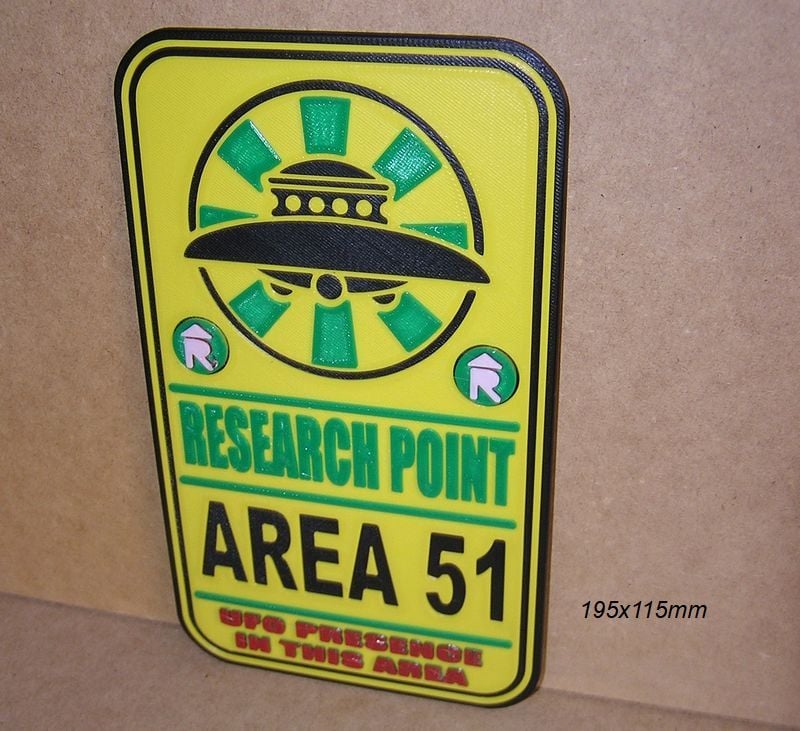 R
R
RESEARCH POINT
AREA 51
UFO PRESENCE
IN THIS AREA
195x115mm